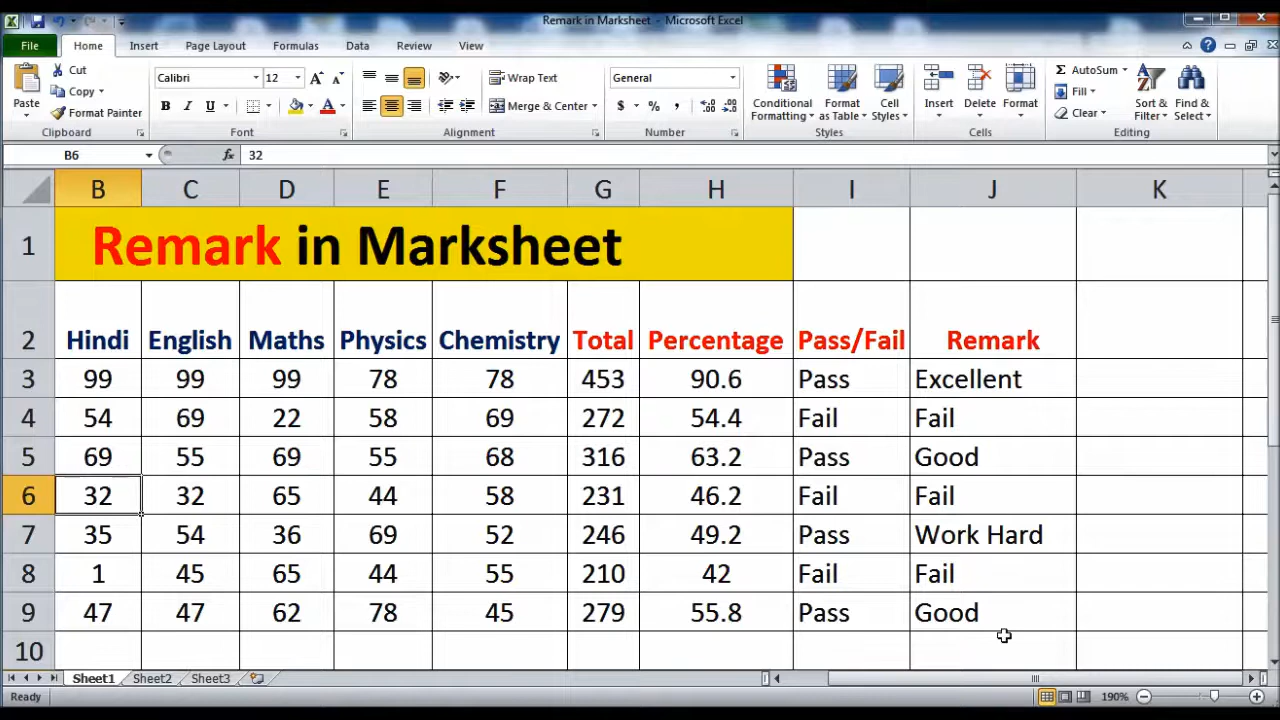 Remark in Marksheet - Microsoft Excel
File Home Insert Page Layout Formulas Data Review View
Paste
Cut
Copy
Format Painter
Clipboard
Calibri 12
B I U A
Font
Wrap Text
Merge & Center
Alignment
General
$ % ,
Number
Conditional Formatting
Format as Table
Cell Styles
Styles
Insert
Delete
Format
Cells
Σ AutoSum
Fill
Clear
Sort & Filter
Find & Select
Editing
B6 fx 32
B C D E F G H I J K
1 Remark in Marksheet
2 Hindi English Maths Physics Chemistry Total Percentage Pass/Fail Remark
3 99 99 99 78 78 453 90.6 Pass Excellent
4 54 69 22 58 69 272 54.4 Fail Fail
5 69 55 69 55 68 316 63.2 Pass Good
6 32 32 65 44 58 231 46.2 Fail Fail
7 35 54 36 69 52 246 49.2 Pass Work Hard
8 1 45 65 44 55 210 42 Fail Fail
9 47 47 62 78 45 279 55.8 Pass Good
10
Sheet1 Sheet2 Sheet3
Ready 190%